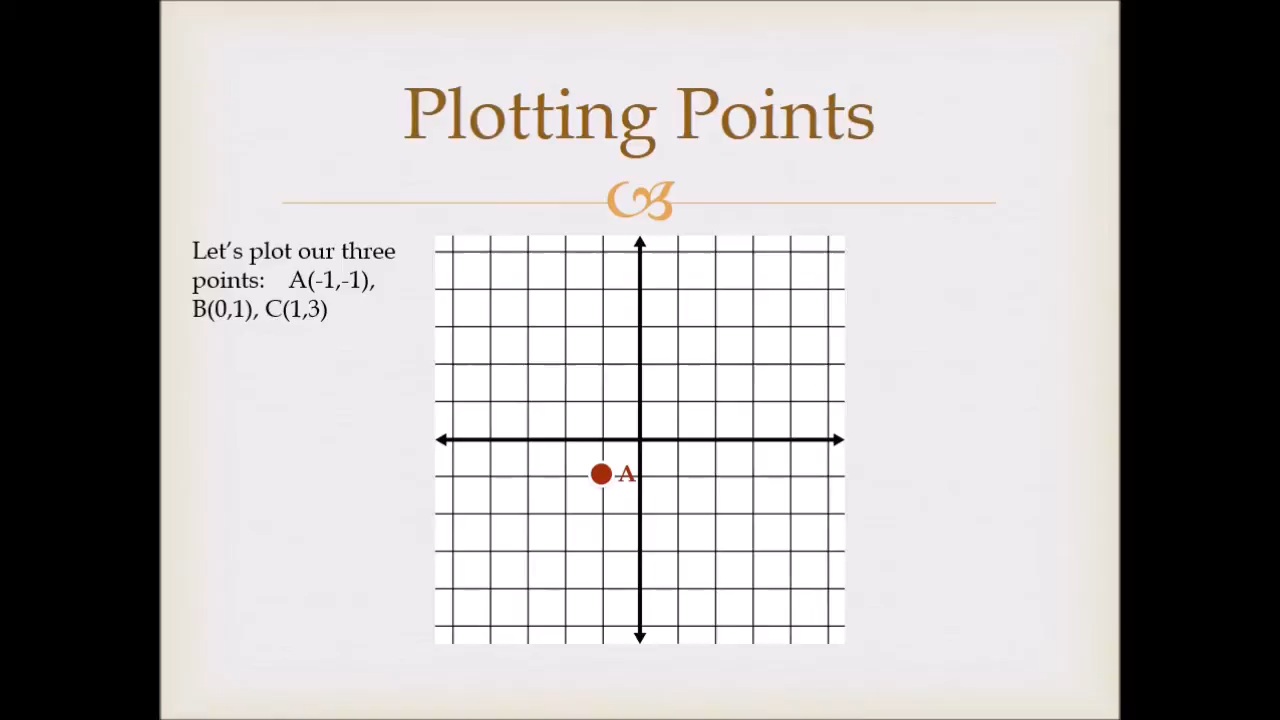 Plotting Points
Let’s plot our three
points: A(-1,-1),
B(0,1), C(1,3)
A